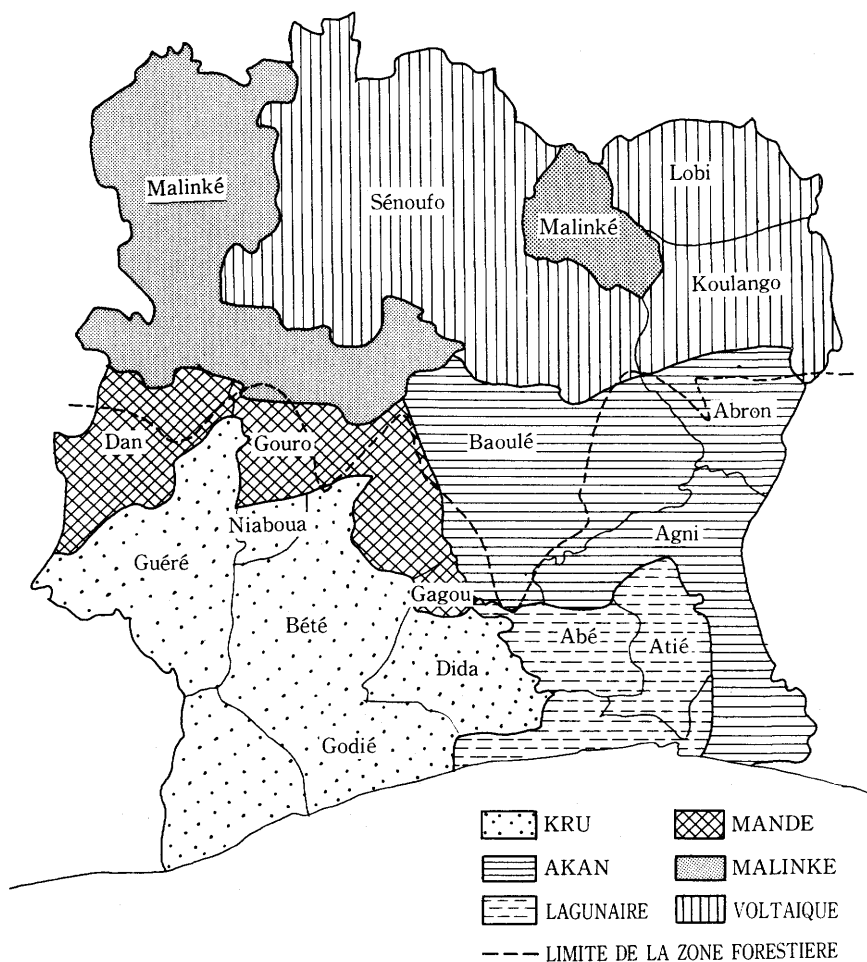 Lobi
Malinké
Sénoufo
Malinké
Koulango
Abron
Dan
Gouro
Baoulé
Niaboua
Agni
Guéré
Gagou
Bété
Abé
Atié
Dida
Godié
KRU
MANDE
AKAN
MALINKE
LAGUNAIRE
VOLTAIQUE
LIMITE DE LA ZONE FORESTIERE